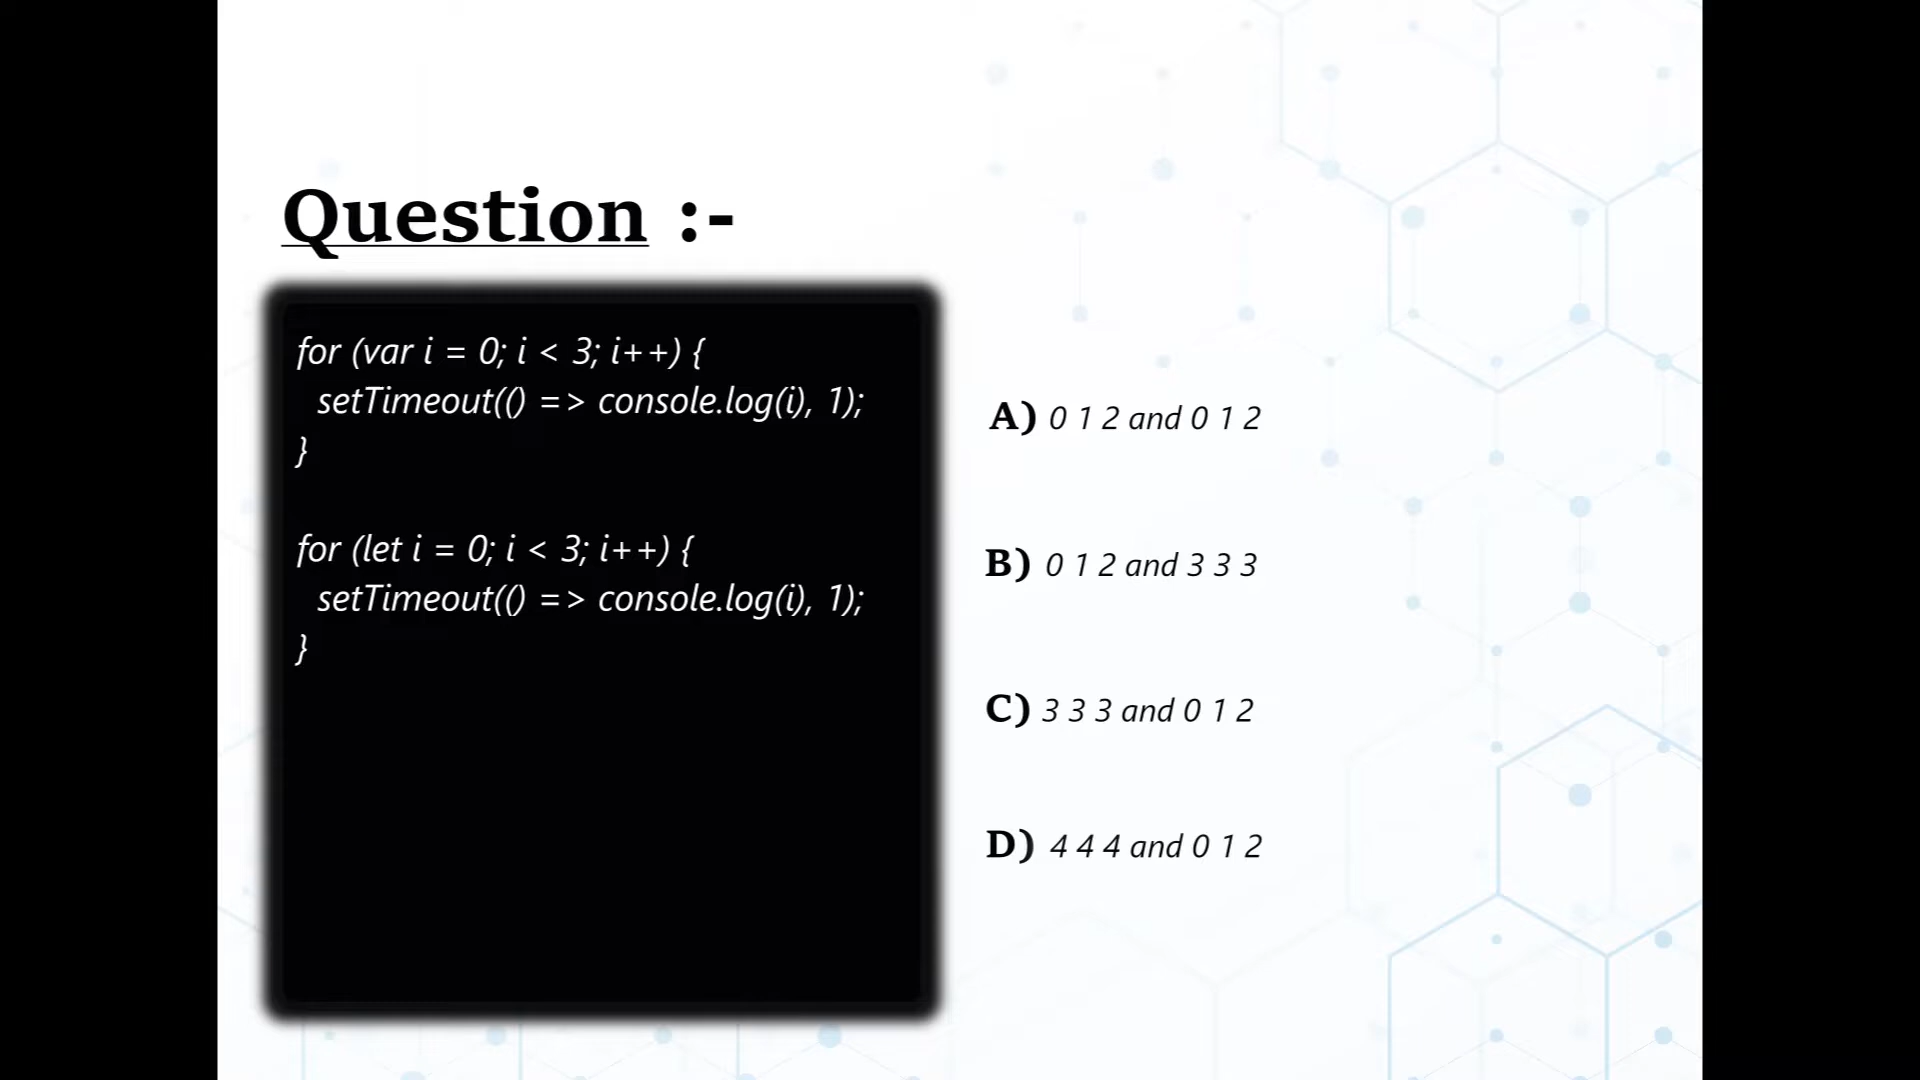 Question :-
for (var i = 0; i < 3; i++) {
setTimeout(() => console.log(i), 1);
}
for (let i = 0; i < 3; i++) {
setTimeout(() => console.log(i), 1);
}
A) 0 1 2 and 0 1 2
B) 0 1 2 and 3 3 3
C) 3 3 3 and 0 1 2
D) 4 4 4 and 0 1 2